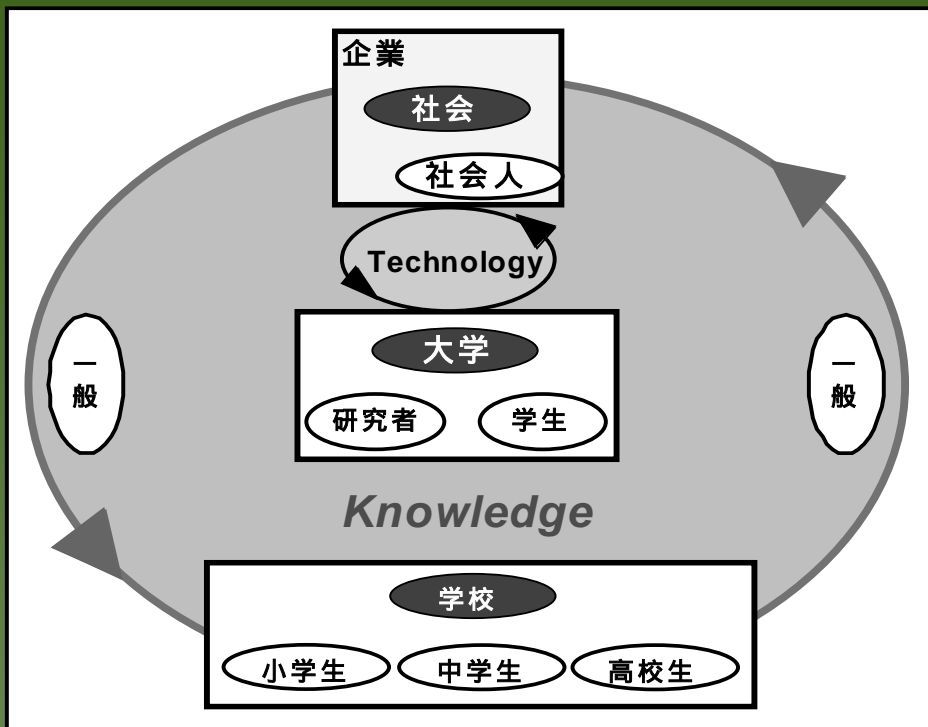 企業
社会
社会人
Technology
大学
研究者
学生
一般
一般
Knowledge
学校
小学生
中学生
高校生